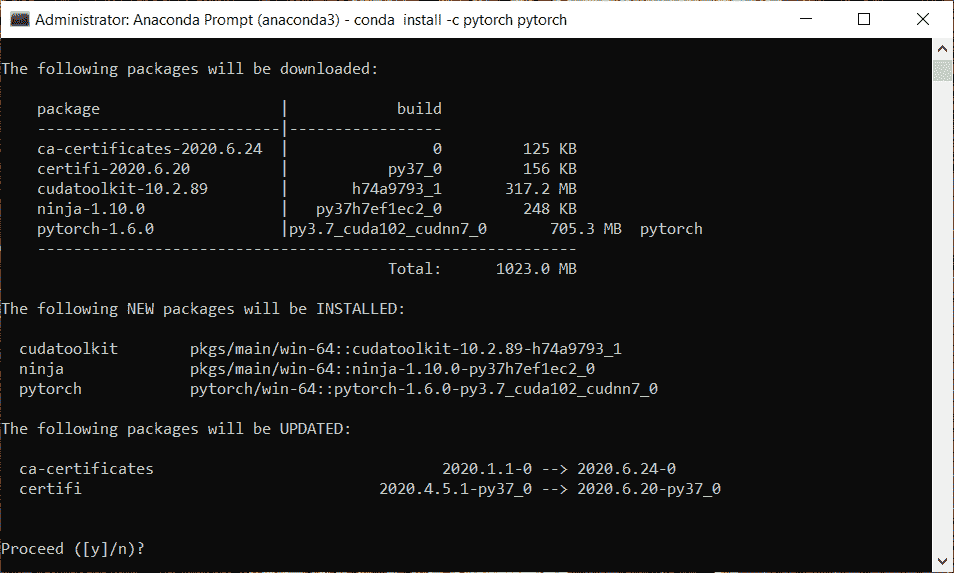 Administrator: Anaconda Prompt (anaconda3) - conda  install -c pytorch pytorch
The following packages will be downloaded:
    package                    |            build
    ---------------------------|-----------------
    ca-certificates-2020.6.24  |                0         125 KB
    certifi-2020.6.20          |           py37_0         156 KB
    cudatoolkit-10.2.89        |       h74a9793_1       317.2 MB
    ninja-1.10.0               |   py37h7ef1ec2_0         248 KB
    pytorch-1.6.0              |py3.7_cuda102_cudnn7_0       705.3 MB  pytorch
    ------------------------------------------------------------
                                           Total:      1023.0 MB
The following NEW packages will be INSTALLED:
  cudatoolkit        pkgs/main/win-64::cudatoolkit-10.2.89-h74a9793_1
  ninja              pkgs/main/win-64::ninja-1.10.0-py37h7ef1ec2_0
  pytorch            pytorch/win-64::pytorch-1.6.0-py3.7_cuda102_cudnn7_0
The following packages will be UPDATED:
  ca-certificates                                2020.1.1-0 --> 2020.6.24-0
  certifi                                 2020.4.5.1-py37_0 --> 2020.6.20-py37_0
Proceed ([y]/n)?